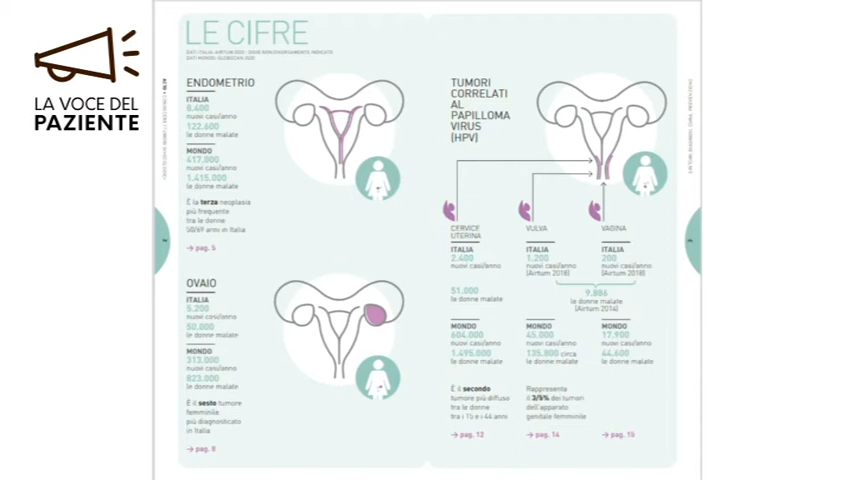 LA VOCE DEL
PAZIENTE
LE CIFRE
DATI MONDO: GLOBOCAN 2020
ENDOMETRIO
ITALIA
8.400
nuovi casi/anno
122.600
le donne malate
MONDO
417.000
nuovi casi/anno
1.415.000
le donne malate
È la terza neoplasia
più frequente
tra le donne
50/69 anni in Italia
→ pag. 5
OVAIO
ITALIA
5.200
nuovi casi/anno
50.000
le donne malate
MONDO
313.000
nuovi casi/anno
823.000
le donne malate
È il sesto tumore
femminile
più diagnosticato
in Italia
→ pag. 8
TUMORI
CORRELATI
AL
PAPILLOMA
VIRUS
(HPV)
CERVICE
UTERINA
ITALIA
2.400
nuovi casi/anno
51.000
le donne malate
MONDO
604.000
nuovi casi/anno
1.495.000
le donne malate
È il secondo
tumore più diffuso
tra le donne
tra i 15 e i 44 anni
→ pag. 12
VULVA
ITALIA
1.200
nuovi casi/anno
(Airtum 2018)
VAGINA
ITALIA
200
nuovi casi/anno
(Airtum 2018)
9.886
le donne malate
(Airtum 2014)
MONDO
45.000
nuovi casi/anno
135.800 circa
le donne malate
Rappresenta
il 3/5% dei tumori
dell'apparato
genitale femminile
→ pag. 14
MONDO
17.900
nuovi casi/anno
44.600
le donne malate
→ pag. 15